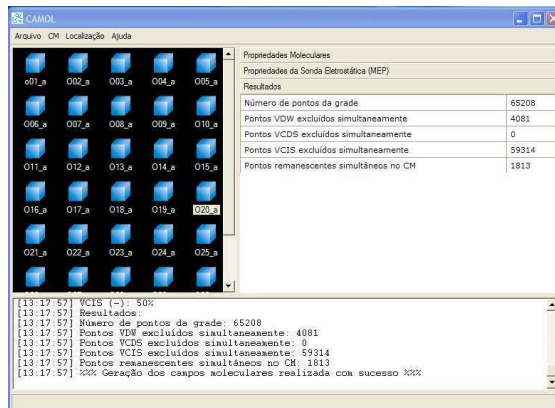 CAMOL
Arquivo CM Localização Ajuda
o01_a O02_a O03_a O04_a O05_a
O06_a O07_a O08_a O09_a O10_a
O11_a O12_a O13_a O14_a O15_a
O16_a O17_a O18_a O19_a O20_a
O21_a O22_a O23_a O24_a O25_a
Propriedades Moleculares
Propriedades da Sonda Eletrostática (MEP)
Resultados
Número de pontos da grade 65208
Pontos VDW excluídos simultaneamente 4081
Pontos VCDS excluídos simultaneamente 0
Pontos VCIS excluídos simultaneamente 59314
Pontos remanescentes simultâneos no CM 1813
[13:17:57] VCIS (-): 50%
[13:17:57] Resultados:
[13:17:57] Número de pontos da grade: 65208
[13:17:57] Pontos VDW excluídos simultaneamente: 4081
[13:17:57] Pontos VCDS excluídos simultaneamente: 0
[13:17:57] Pontos VCIS excluídos simultaneamente: 59314
[13:17:57] Pontos remanescentes simultâneos no CM: 1813
[13:17:57] %%% Geração dos campos moleculares realizada com sucesso %%%